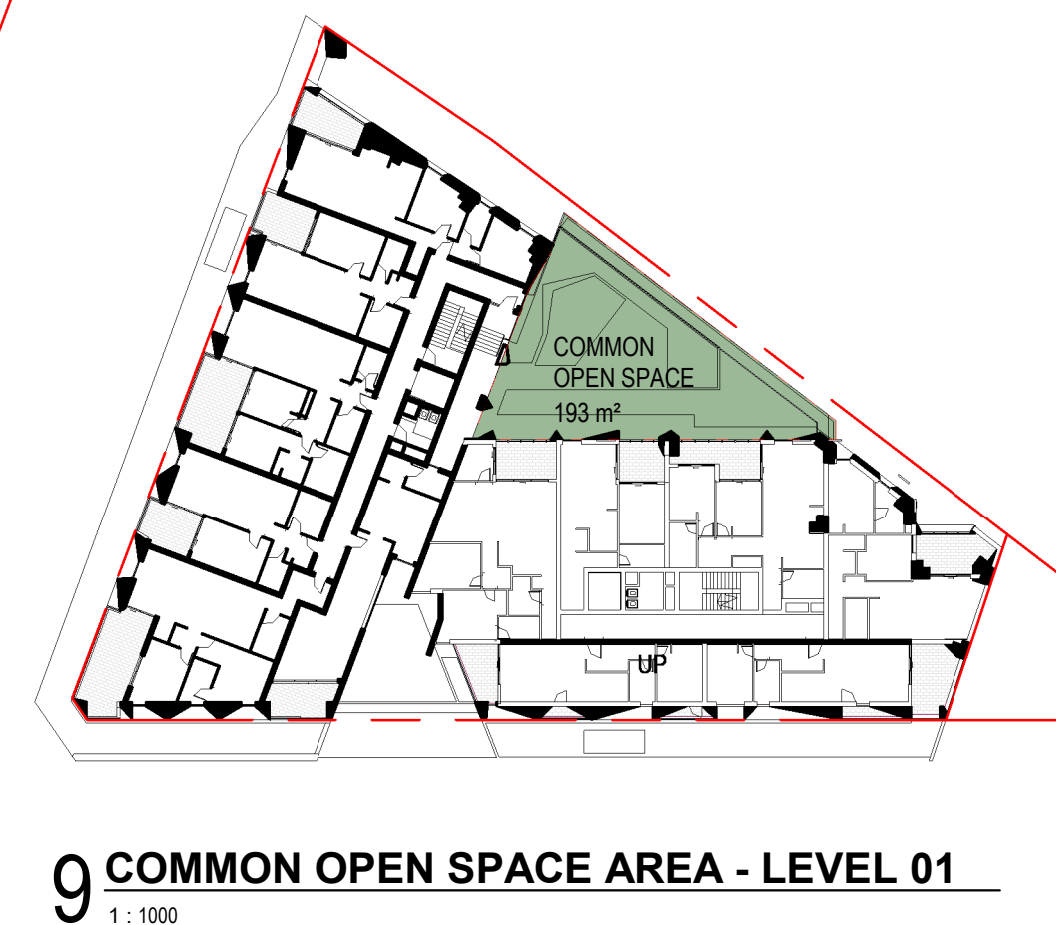 COMMON
OPEN SPACE
193 m²
UP
9 COMMON OPEN SPACE AREA - LEVEL 01
1 : 1000